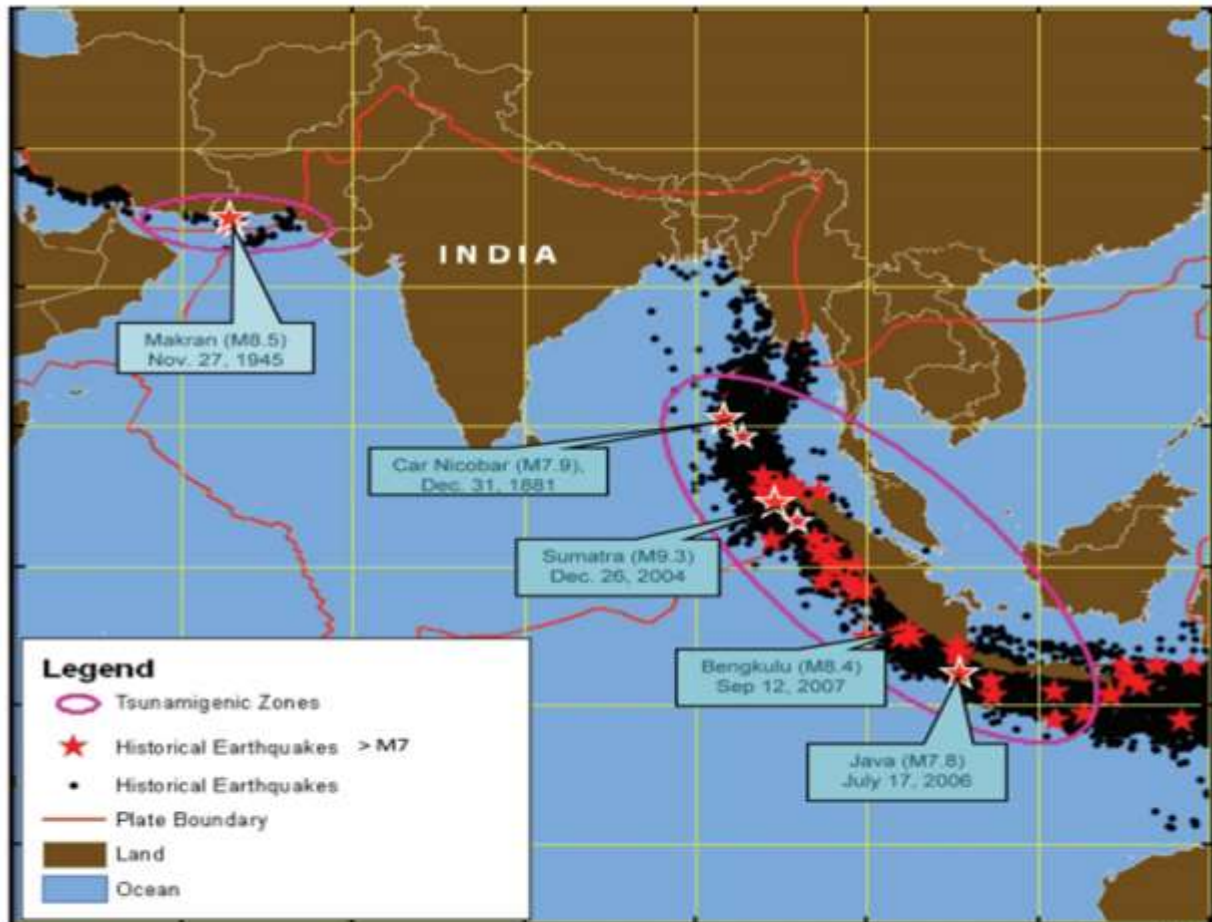 INDIA
Makran (M8.5)
Nov. 27, 1945
Car Nicobar (M7.9),
Dec. 31, 1881
Sumatra (M9.3)
Dec. 26, 2004
Bengkulu (M8.4)
Sep 12, 2007
Java (M7.8)
July 17, 2006
Legend
Tsunamigenic Zones
Historical Earthquakes > M7
Historical Earthquakes
Plate Boundary
Land
Ocean